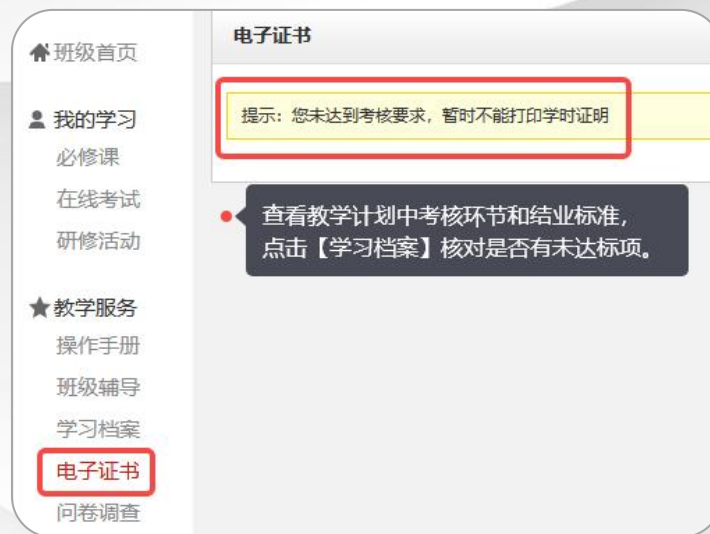 班级首页
我的学习
必修课
在线考试
研修活动
教学服务
操作手册
班级辅导
学习档案
电子证书
问卷调查
电子证书
提示：您未达到考核要求，暂时不能打印学时证明
查看教学计划中考核环节和结业标准，
点击【学习档案】核对是否有未达标项。